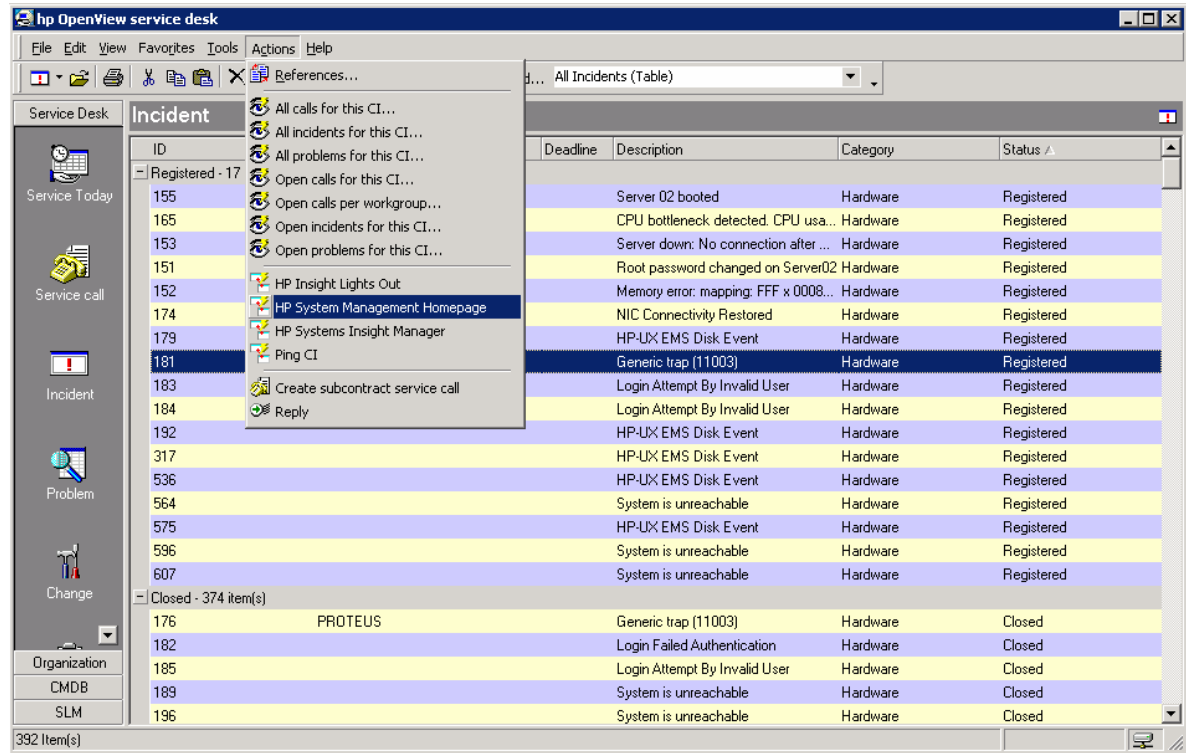 hp OpenView service desk
File Edit View Favorites Tools Actions Help
All Incidents (Table)
References...
All calls for this CI...
All incidents for this CI...
All problems for this CI...
Open calls for this CI...
Open calls per workgroup...
Open incidents for this CI...
Open problems for this CI...
HP Insight Lights Out
HP System Management Homepage
HP Systems Insight Manager
Ping CI
Create subcontract service call
Reply
Service Desk
Service Today
Service call
Incident
Problem
Change
Organization
CMDB
SLM
Incident
ID Deadline Description Category Status
Registered - 17
155 Server 02 booted Hardware Registered
165 CPU bottleneck detected. CPU usa... Hardware Registered
153 Server down: No connection after ... Hardware Registered
151 Root password changed on Server02 Hardware Registered
152 Memory error: mapping: FFF x 0008... Hardware Registered
174 NIC Connectivity Restored Hardware Registered
179 HP-UX EMS Disk Event Hardware Registered
181 Generic trap (11003) Hardware Registered
183 Login Attempt By Invalid User Hardware Registered
184 Login Attempt By Invalid User Hardware Registered
192 HP-UX EMS Disk Event Hardware Registered
317 HP-UX EMS Disk Event Hardware Registered
536 HP-UX EMS Disk Event Hardware Registered
564 System is unreachable Hardware Registered
575 HP-UX EMS Disk Event Hardware Registered
596 System is unreachable Hardware Registered
607 System is unreachable Hardware Registered
Closed - 374 item(s)
176 PROTEUS Generic trap (11003) Hardware Closed
182 Login Failed Authentication Hardware Closed
185 Login Attempt By Invalid User Hardware Closed
189 System is unreachable Hardware Closed
196 System is unreachable Hardware Closed
392 Item(s)